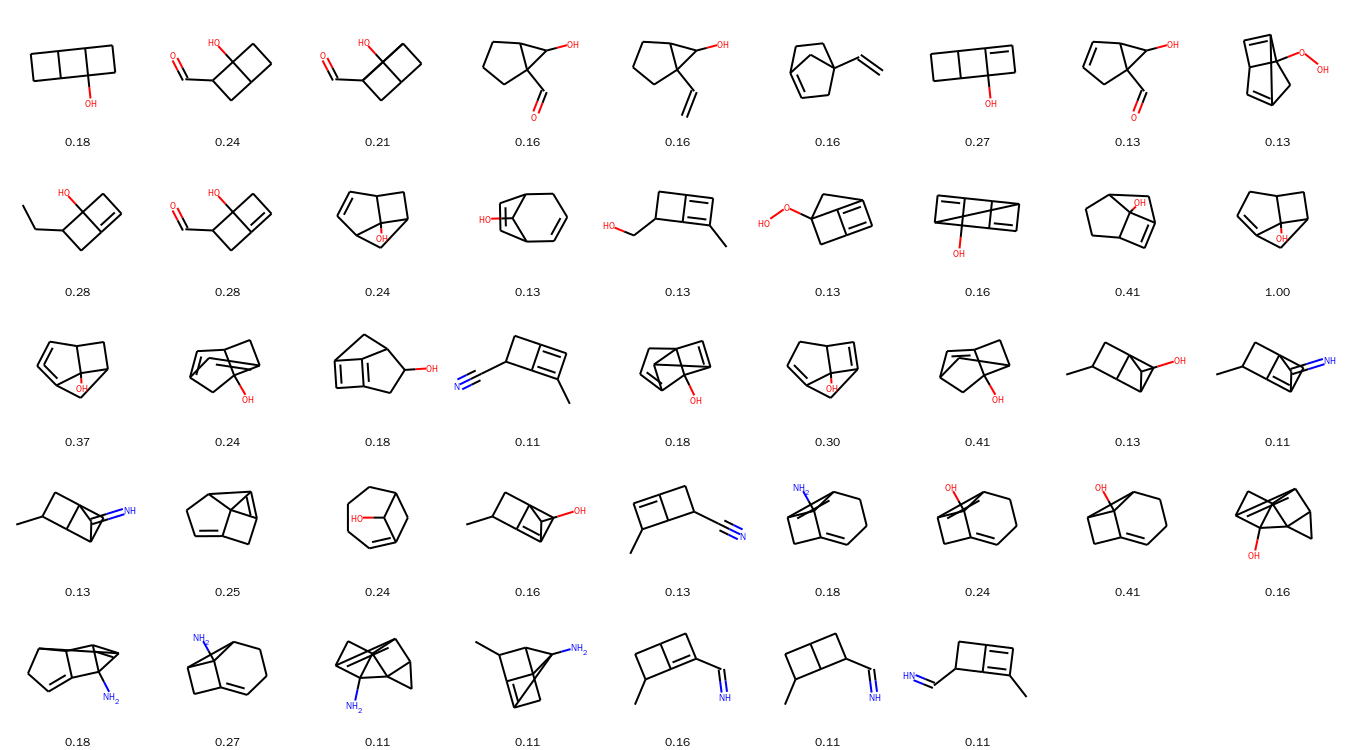 HO O HO O HO OH OH OH OH O
OH O O OH
0.18 0.24 0.21 0.16 0.16 0.16 0.27 0.13 0.13
HO O HO HO HO O HO OH
OH OH OH
0.28 0.28 0.24 0.13 0.13 0.13 0.16 0.41 1.00
OH OH OH N OH OH OH OH NH
0.37 0.24 0.18 0.11 0.18 0.30 0.41 0.13 0.11
NH HO OH N NH2 OH OH OH
0.13 0.25 0.24 0.16 0.13 0.18 0.24 0.41 0.16
NH2 NH2 NH2 NH2 NH NH HN
0.18 0.27 0.11 0.11 0.16 0.11 0.11